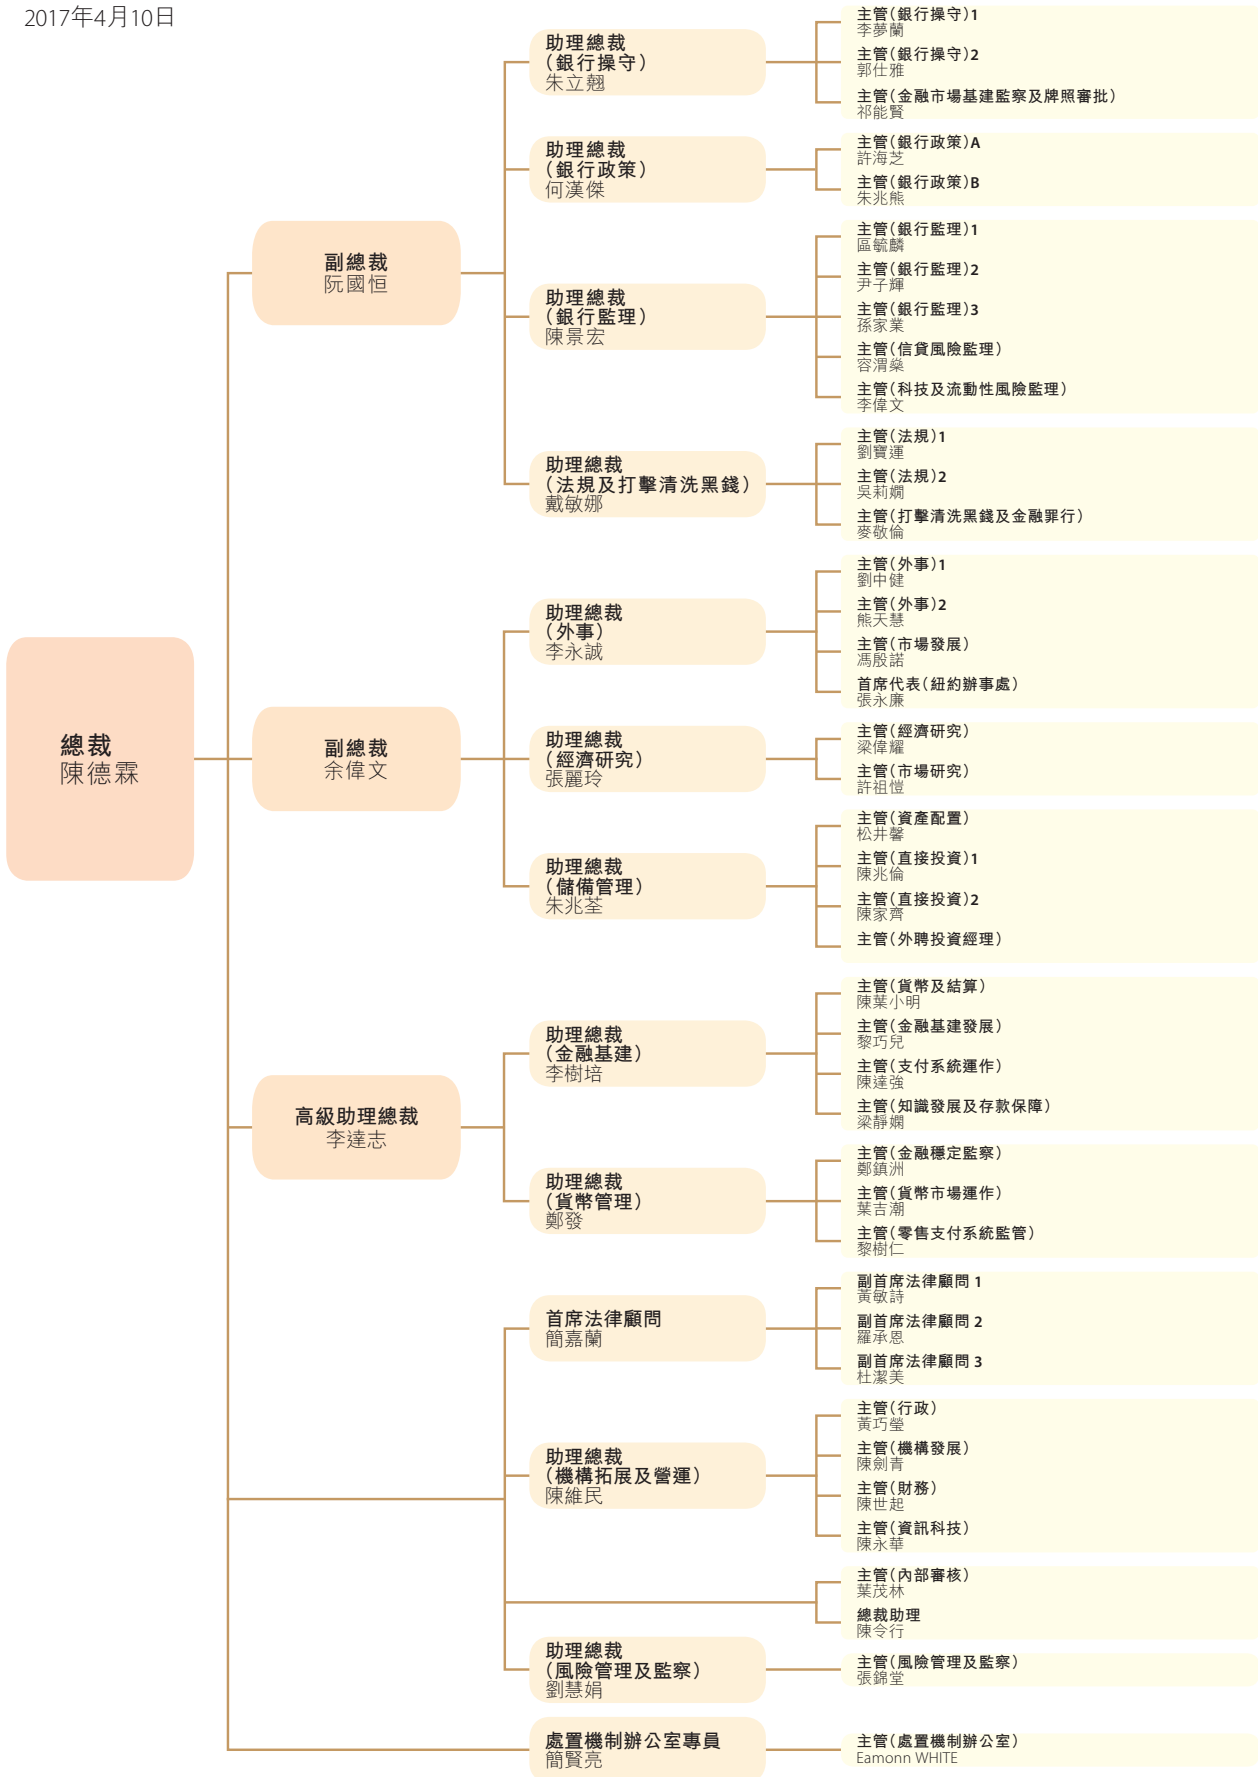 2017年4月10日
總裁
陳德霖
副總裁
阮國恒
助理總裁
（銀行操守）
朱立翹
主管（銀行操守）1
李夢蘭
主管（銀行操守）2
郭仕雅
主管（金融市場基建監察及牌照審批）
祁能賢
助理總裁
（銀行政策）
何漢傑
主管（銀行政策）A
許海芝
主管（銀行政策）B
朱兆熊
助理總裁
（銀行監理）
陳景宏
主管（銀行監理）1
區毓麟
主管（銀行監理）2
尹子輝
主管（銀行監理）3
孫家業
主管（信貸風險監理）
容渭燊
主管（科技及流動性風險監理）
李偉文
助理總裁
（法規及打擊清洗黑錢）
戴敏娜
主管（法規）1
劉寶運
主管（法規）2
吳莉嫻
主管（打擊清洗黑錢及金融罪行）
麥敬倫
副總裁
余偉文
助理總裁
（外事）
李永誠
主管（外事）1
劉中健
主管（外事）2
熊天慧
主管（市場發展）
馮殷諾
首席代表（紐約辦事處）
張永廉
助理總裁
（經濟研究）
張麗玲
主管（經濟研究）
梁偉耀
主管（市場研究）
許祖愷
助理總裁
（儲備管理）
朱兆荃
主管（資產配置）
松井馨
主管（直接投資）1
陳兆倫
主管（直接投資）2
陳家齊
主管（外聘投資經理）
高級助理總裁
李達志
助理總裁
（金融基建）
李樹培
主管（貨幣及結算）
陳葉小明
主管（金融基建發展）
黎巧兒
主管（支付系統運作）
陳達強
主管（知識發展及存款保障）
梁靜嫻
助理總裁
（貨幣管理）
鄭發
主管（金融穩定監察）
鄭鎮洲
主管（貨幣市場運作）
葉吉潮
主管（零售支付系統監管）
黎樹仁
首席法律顧問
簡嘉蘭
副首席法律顧問 1
黃敏詩
副首席法律顧問 2
羅承恩
副首席法律顧問 3
杜潔美
助理總裁
（機構拓展及營運）
陳維民
主管（行政）
黃巧瑩
主管（機構發展）
陳劍青
主管（財務）
陳世起
主管（資訊科技）
陳永華
主管（內部審核）
葉茂林
總裁助理
陳令行
助理總裁
（風險管理及監察）
劉慧娟
主管（風險管理及監察）
張錦堂
處置機制辦公室專員
簡賢亮
主管（處置機制辦公室）
Eamonn WHITE